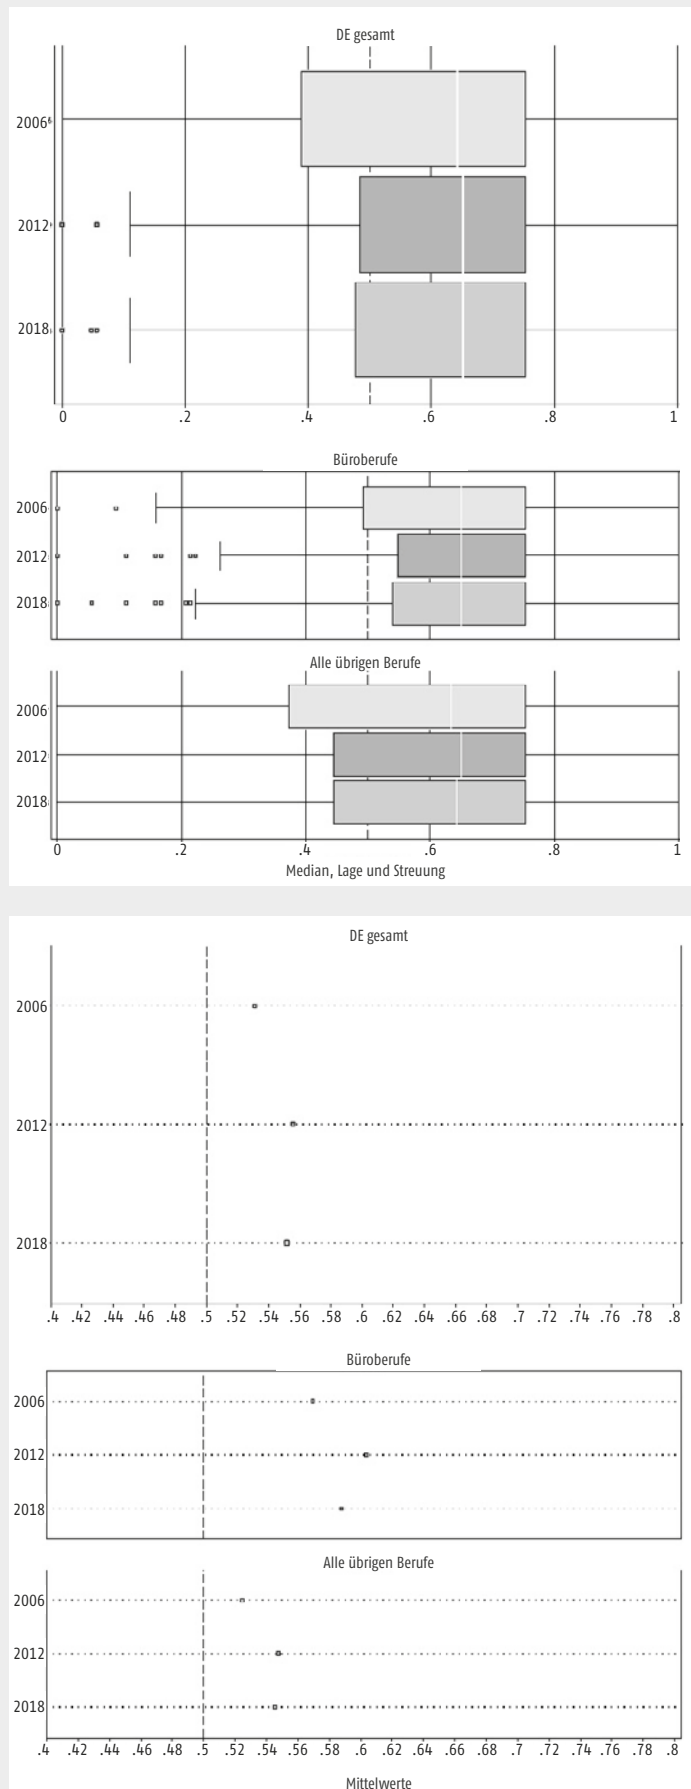 DE gesamt
2006
2012
2018
0 .2 .4 .6 .8 1
Büroberufe
2006
2012
2018
Alle übrigen Berufe
2006
2012
2018
0 .2 .4 .6 .8 1
Median, Lage und Streuung
DE gesamt
2006
2012
2018
.4 .42 .44 .46 .48 .5 .52 .54 .56 .58 .6 .62 .64 .66 .68 .7 .72 .74 .76 .78 .8
Büroberufe
2006
2012
2018
Alle übrigen Berufe
2006
2012
2018
.4 .42 .44 .46 .48 .5 .52 .54 .56 .58 .6 .62 .64 .66 .68 .7 .72 .74 .76 .78 .8
Mittelwerte